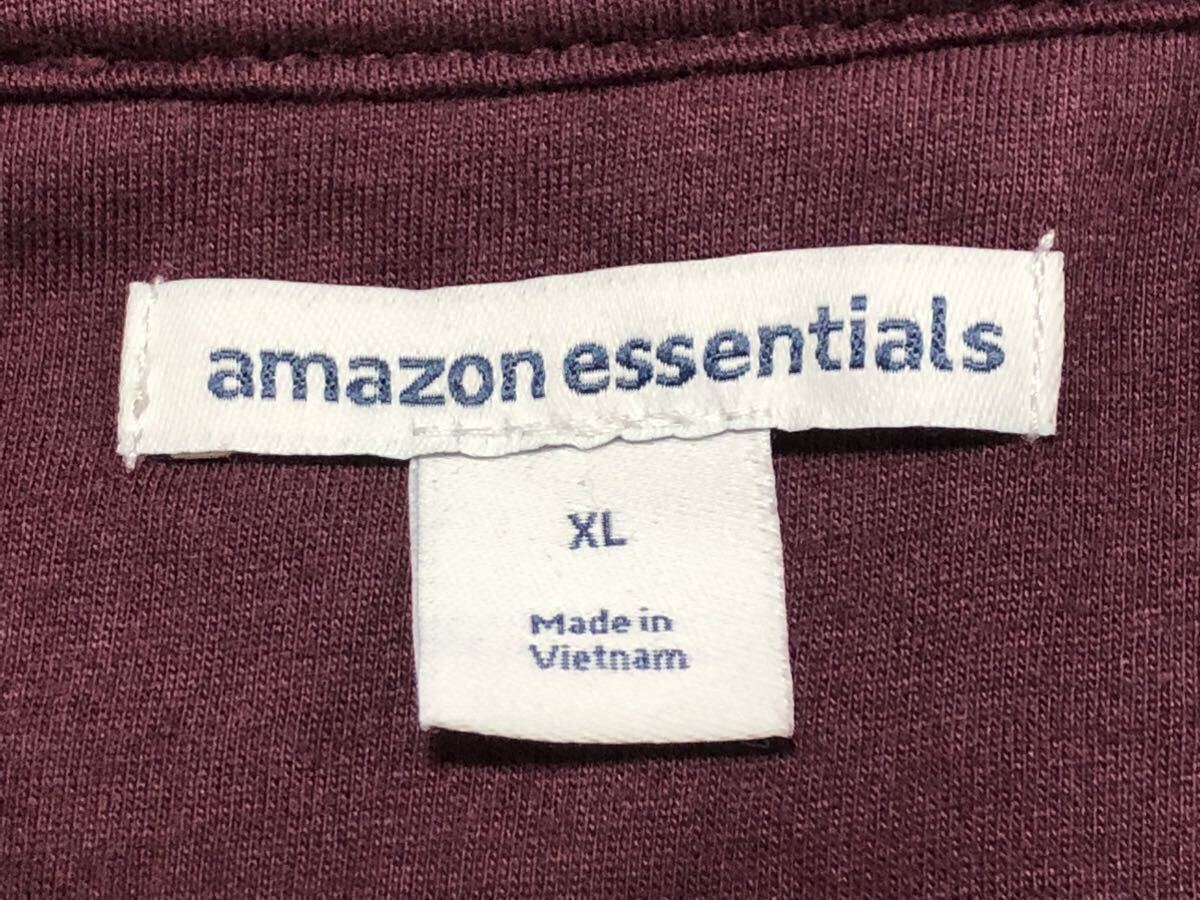 amazon essentials
XL
Made in
Vietnam